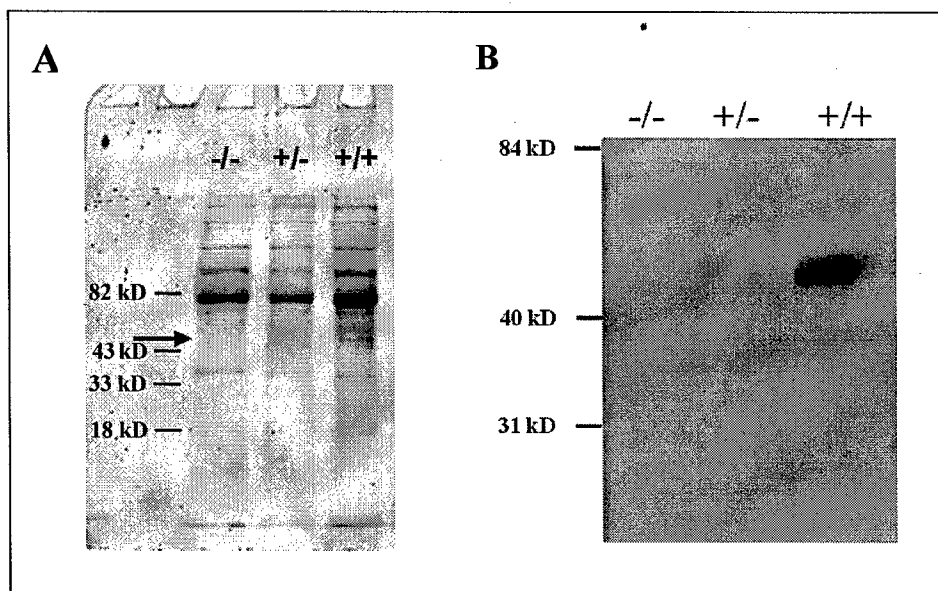 A
-/- +/- +/+
82 kD
43 kD
33 kD
18 kD
B
-/- +/- +/+
84 kD
40 kD
31 kD